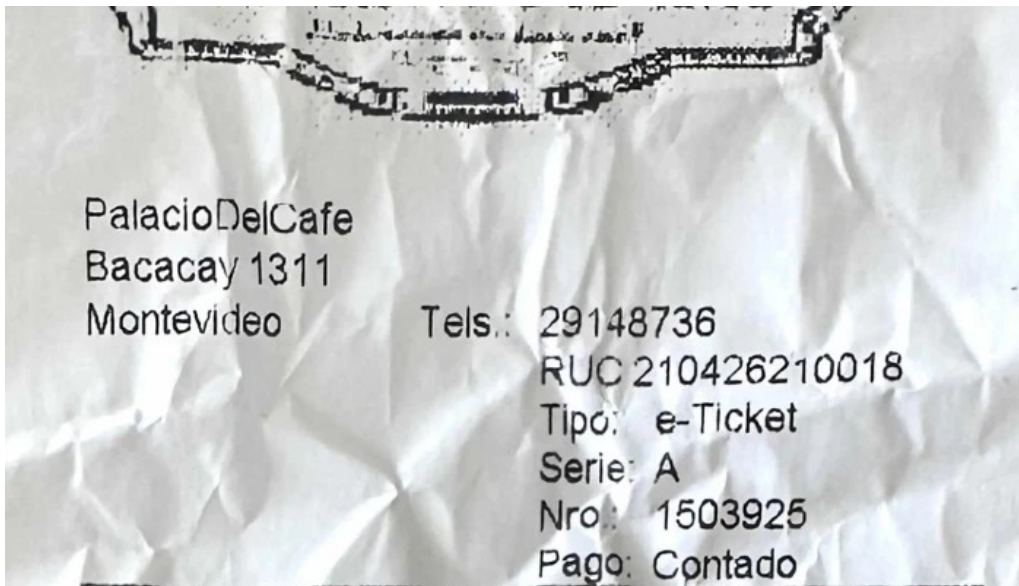 PalacioDelCafe
Bacacay 1311
Montevideo Tels.: 29148736
RUC 210426210018
Tipo: e-Ticket
Serie: A
Nro.: 1503925
Pago: Contado